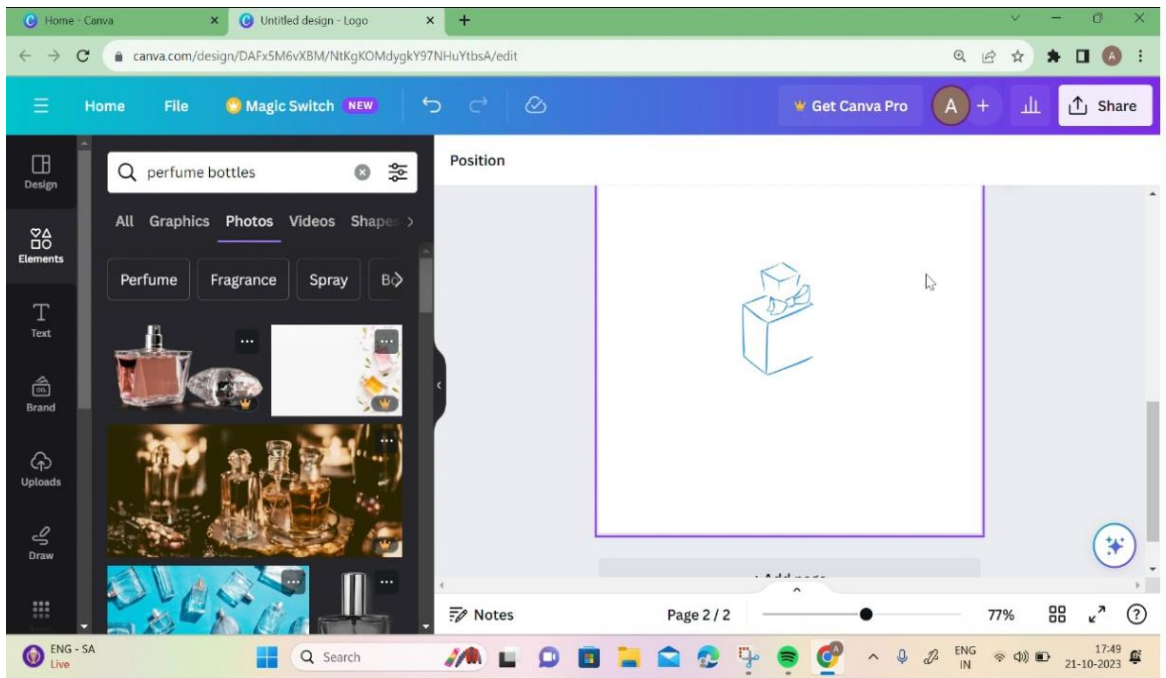 Home - Canva
Untitled design - Logo
canva.com/design/DAFx5M6vXBM/NtKgKOMdygkY97NHuYtbsA/edit
A
Home File Magic Switch NEW
Get Canva Pro A + Share
Design
Elements
Text
Brand
Uploads
Draw
perfume bottles
All Graphics Photos Videos Shapes
Perfume Fragrance Spray
Position
Notes Page 2 / 2 77%
ENG - SA
Live
Search
ENG
IN
17:49
21-10-2023